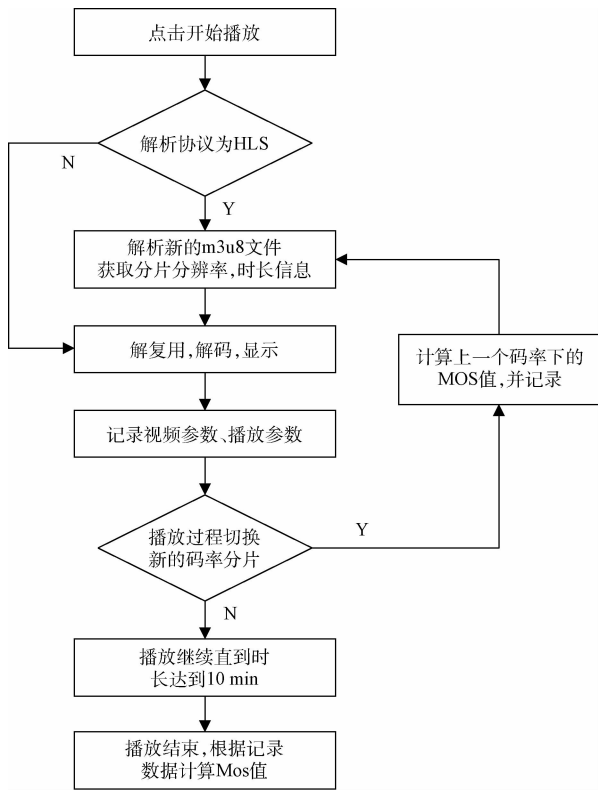 点击开始播放
解析协议为HLS
N
Y
解析新的m3u8文件
获取分片分辨率,时长信息
解复用,解码,显示
计算上一个码率下的
MOS值,并记录
记录视频参数、播放参数
播放过程切换
新的码率分片
Y
N
播放继续直到时
长达到10 min
播放结束,根据记录
数据计算Mos值